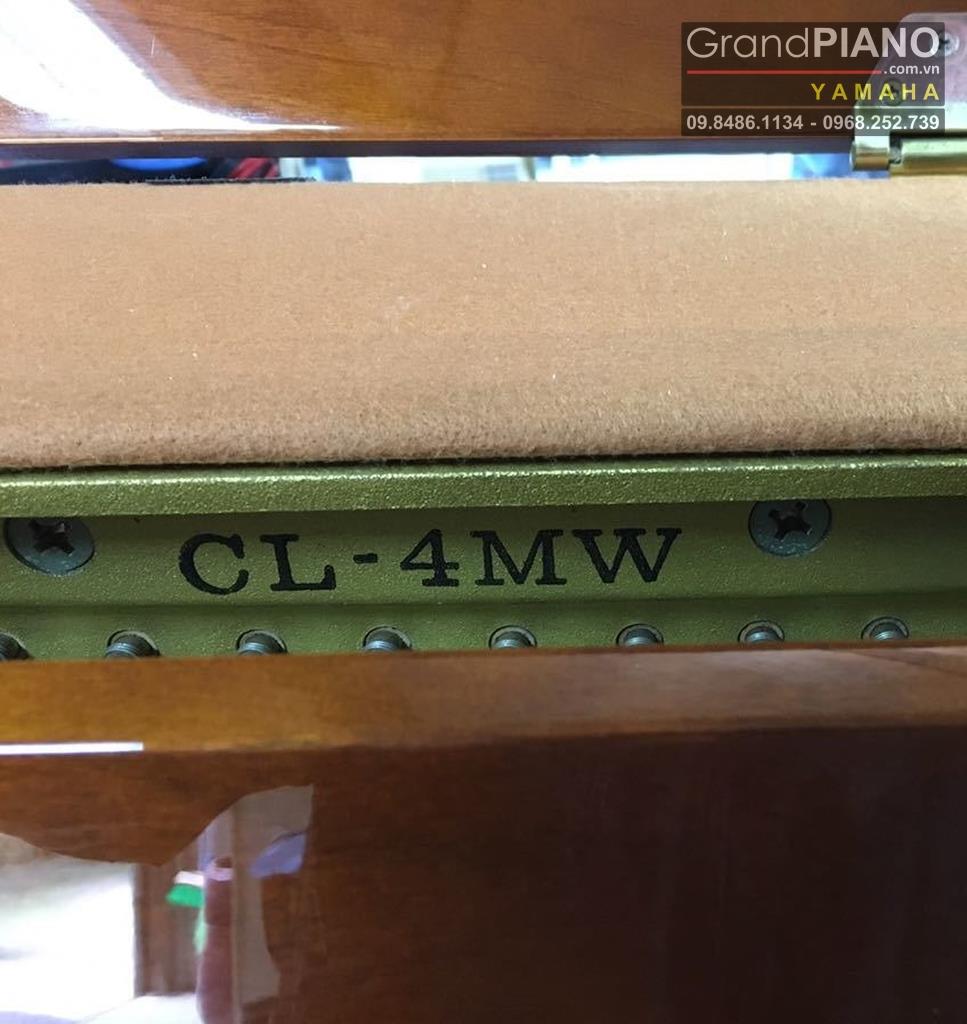 GrandPIANO
.com.vn
YAMAHA
09.8486.1134 - 0968.252.739
CL-4MW